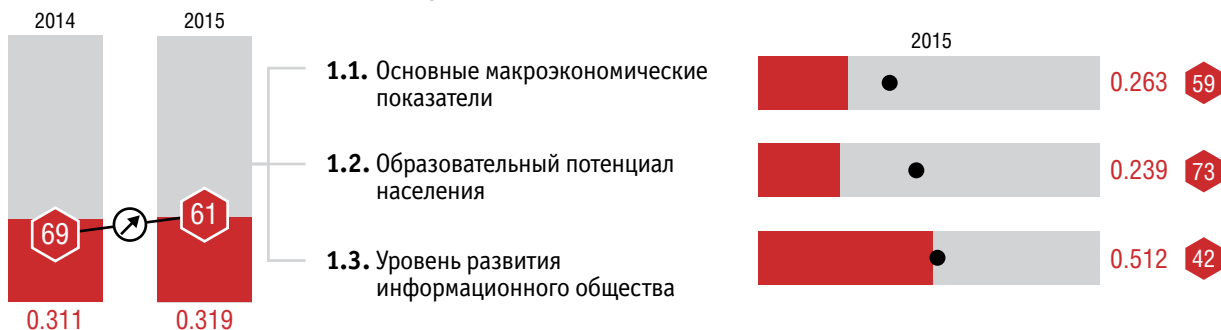 2014
2015
69
61
0.311
0.319
1.1. Основные макроэкономические
показатели
1.2. Образовательный потенциал
населения
1.3. Уровень развития
информационного общества
2015
0.263 59
0.239 73
0.512 42